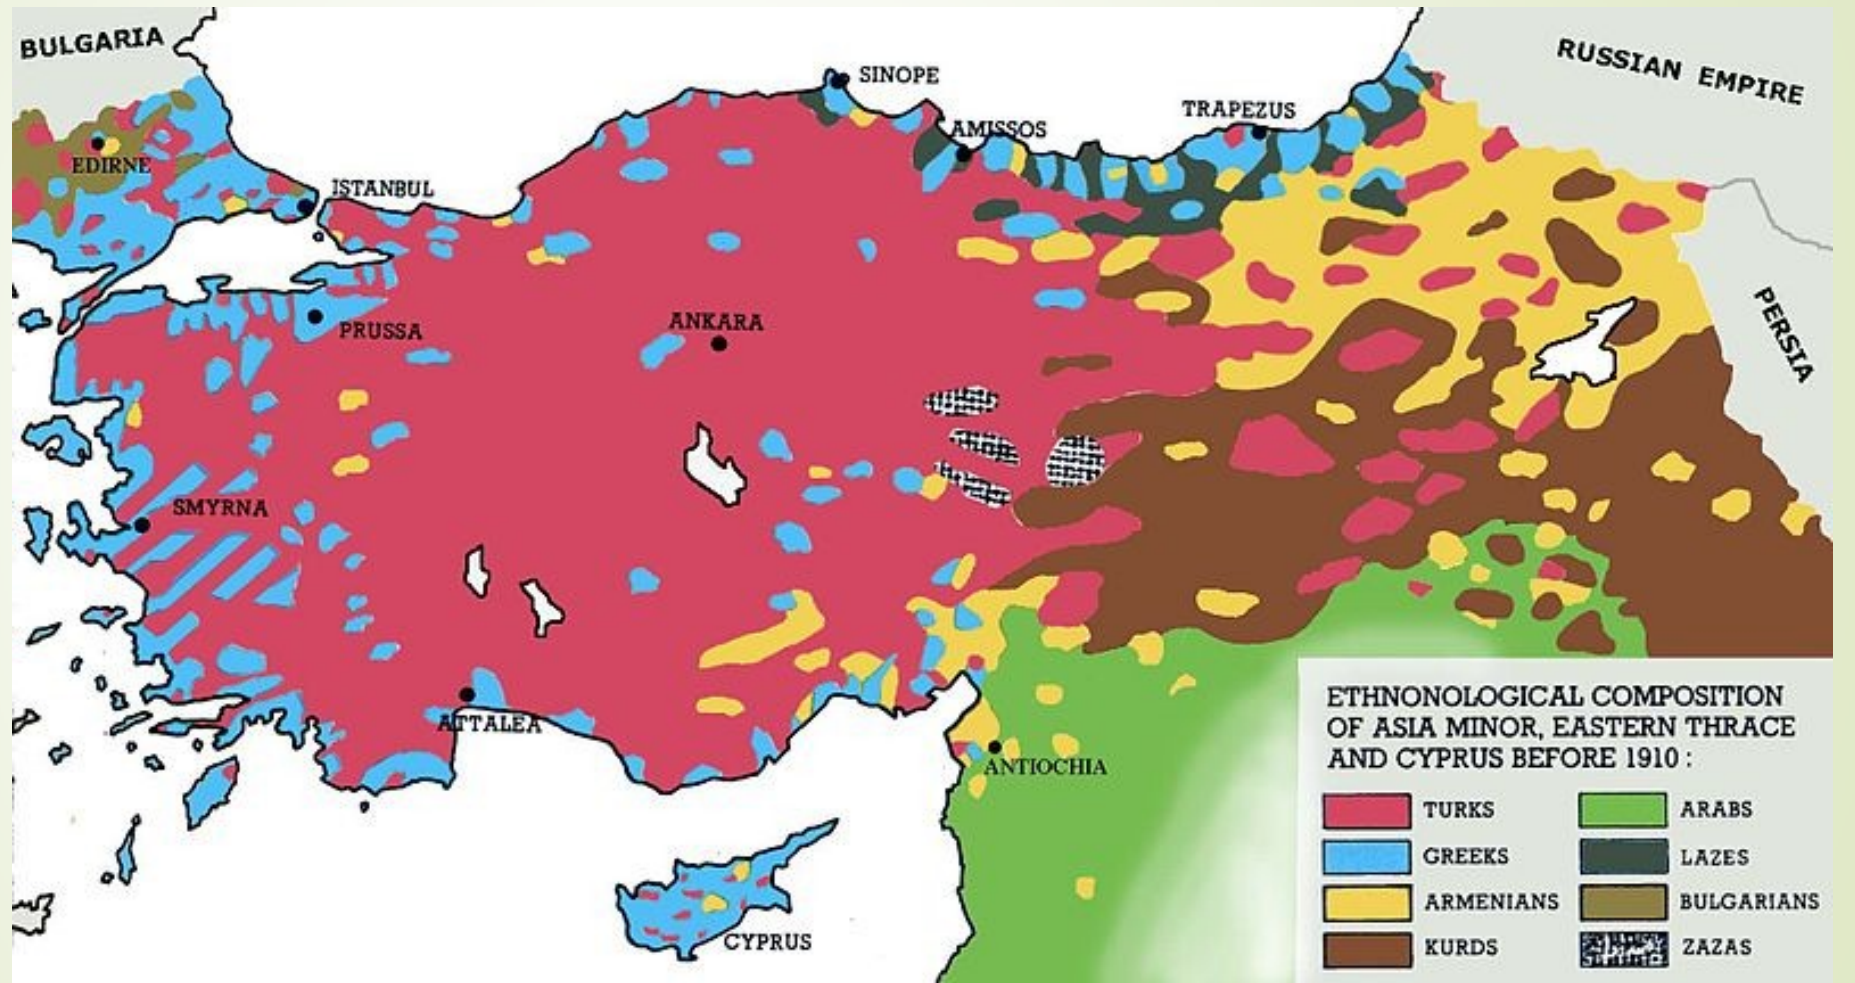 BULGARIA
RUSSIAN EMPIRE
SINOPE
TRAPEZUS
AMISSOS
EDIRNE
ISTANBUL
PERSIA
PRUSSA
ANKARA
SMYRNA
ATTALEA
ANTIOCHIA
CYPRUS
ETHNONOLOGICAL COMPOSITION
OF ASIA MINOR, EASTERN THRACE
AND CYPRUS BEFORE 1910 :
TURKS
ARABS
GREEKS
LAZES
ARMENIANS
BULGARIANS
KURDS
ZAZAS